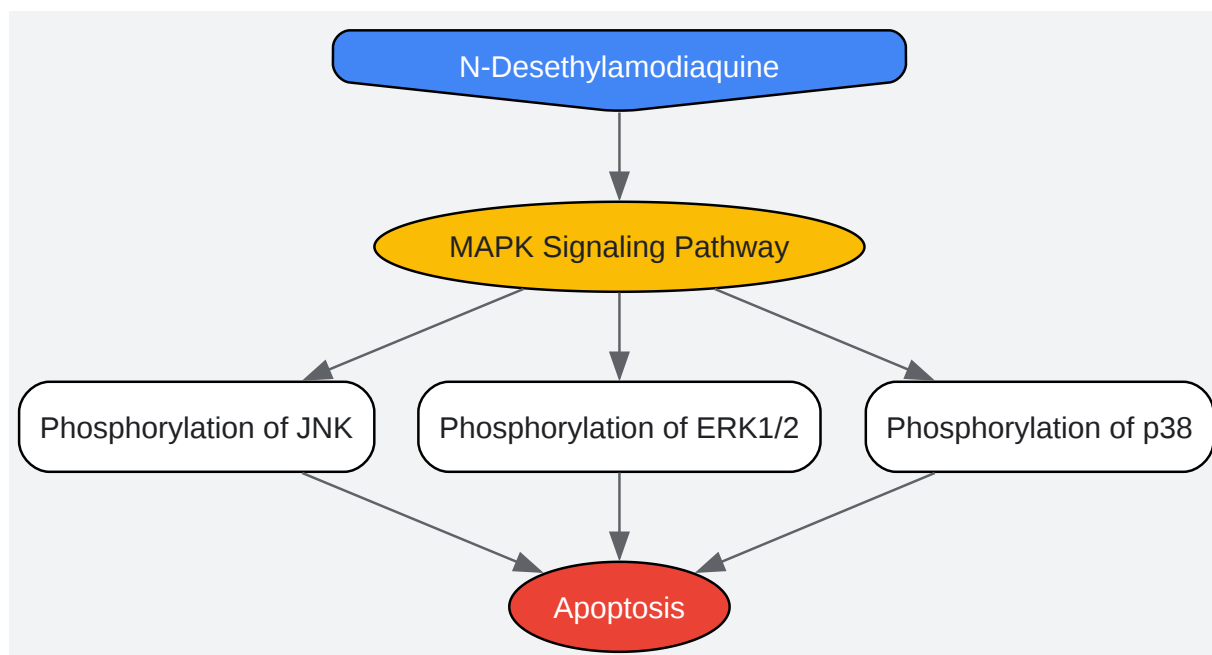 N-Desethylamodiaquine
MAPK Signaling Pathway
Phosphorylation of JNK
Phosphorylation of ERK1/2
Phosphorylation of p38
Apoptosis